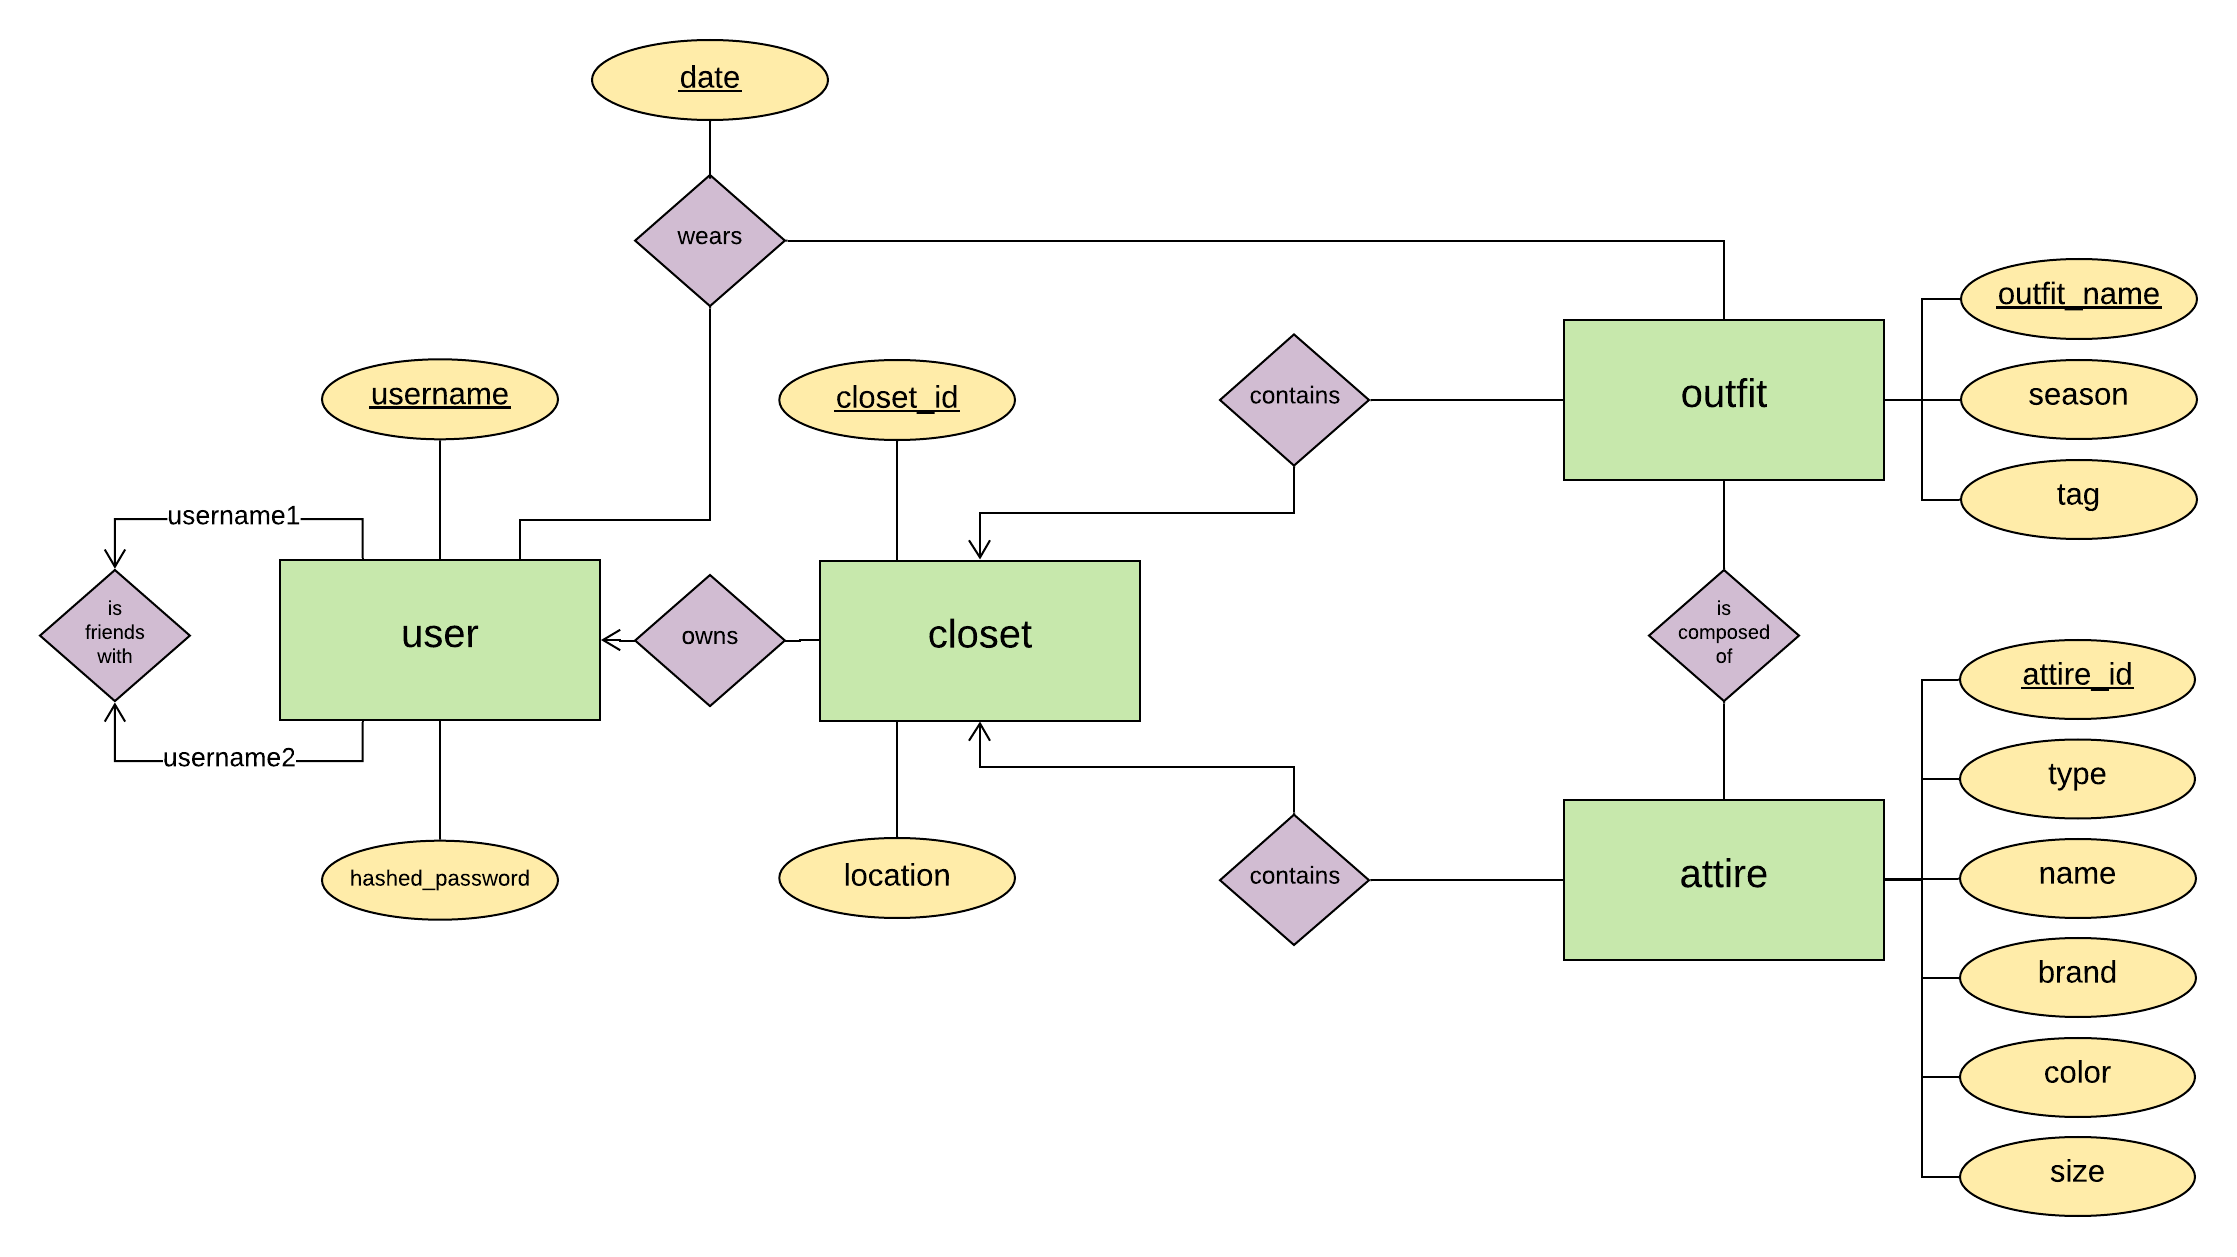 date
wears
outfit_name
username
closet_id
contains
outfit
season
tag
username1
is
friends
with
user
owns
closet
is
composed
of
attire_id
username2
type
hashed_password
location
contains
attire
name
brand
color
size